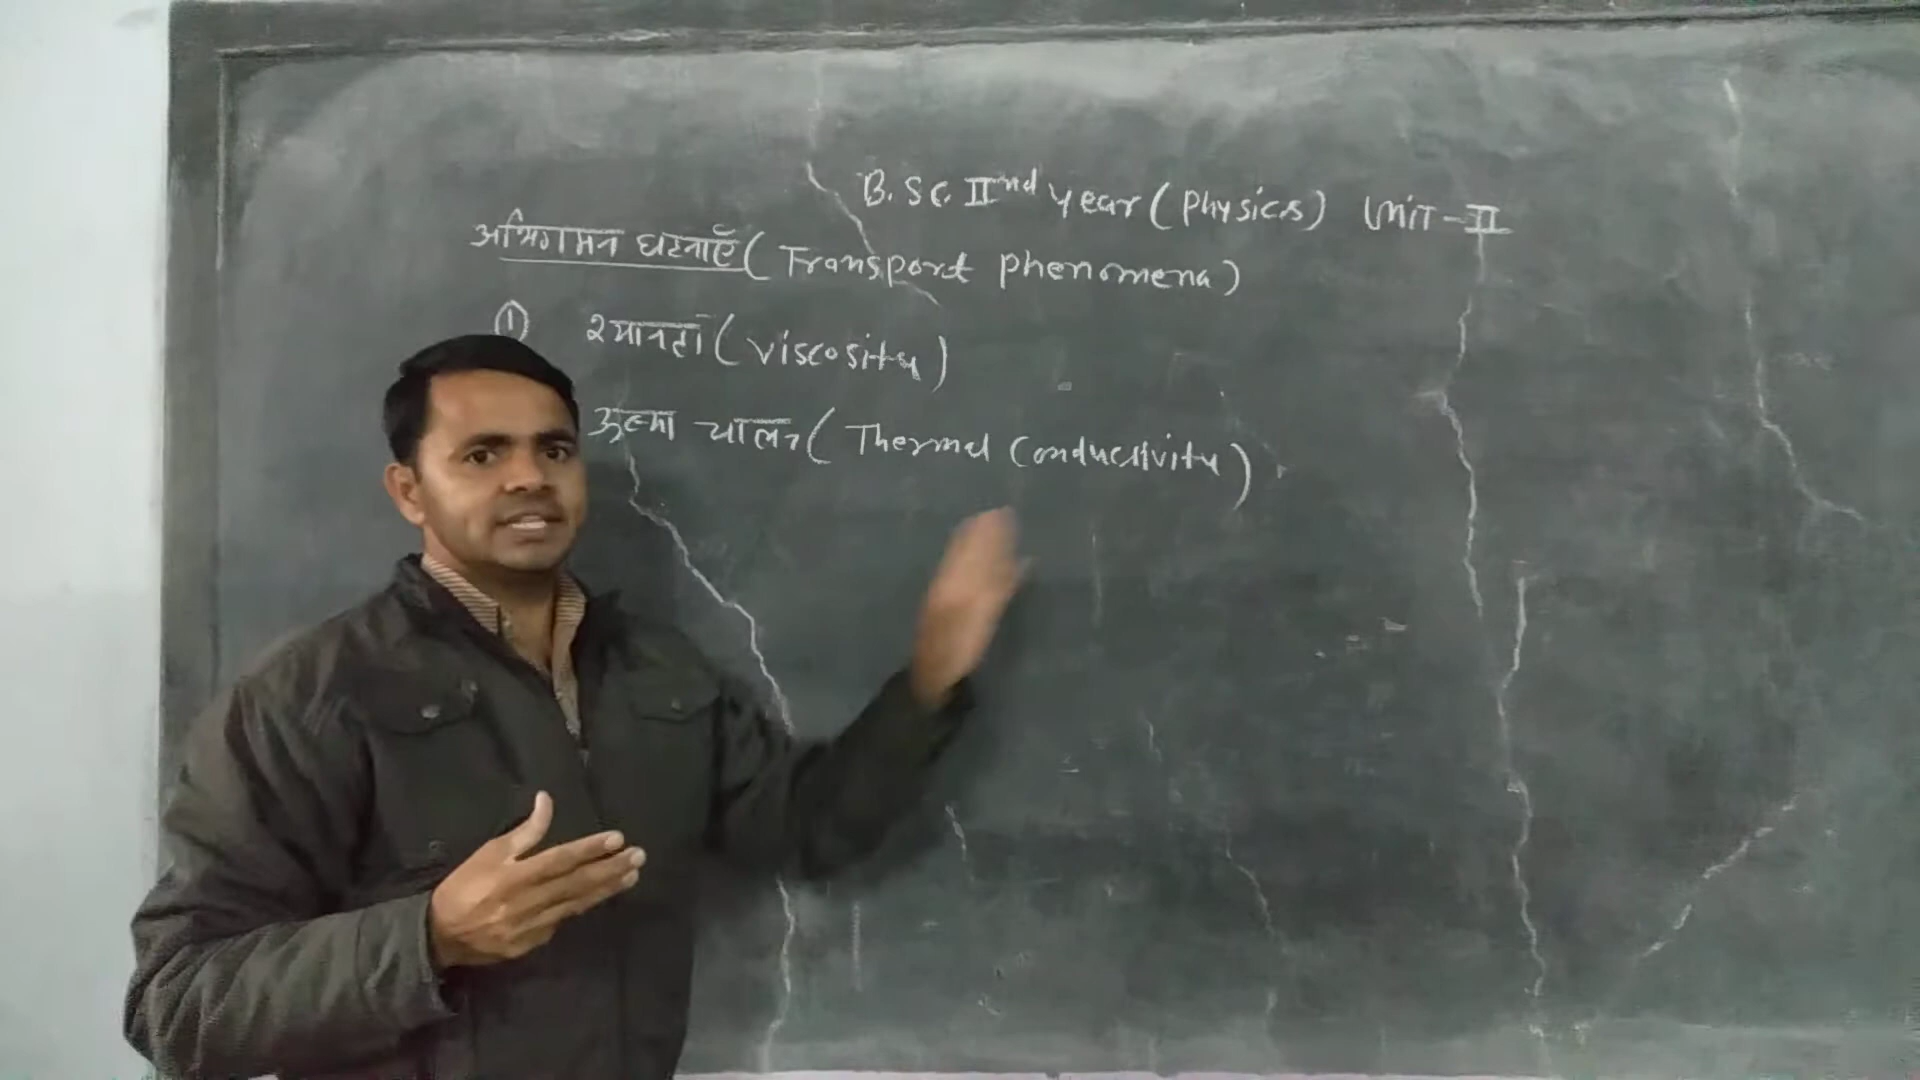 B. Sc. IInd year (Physics) Unit-II
अभिगमन घटनाएँ (Transport phenomena)
① श्यानता (viscosity)
ऊष्मा चालन (Thermal Conductivity)